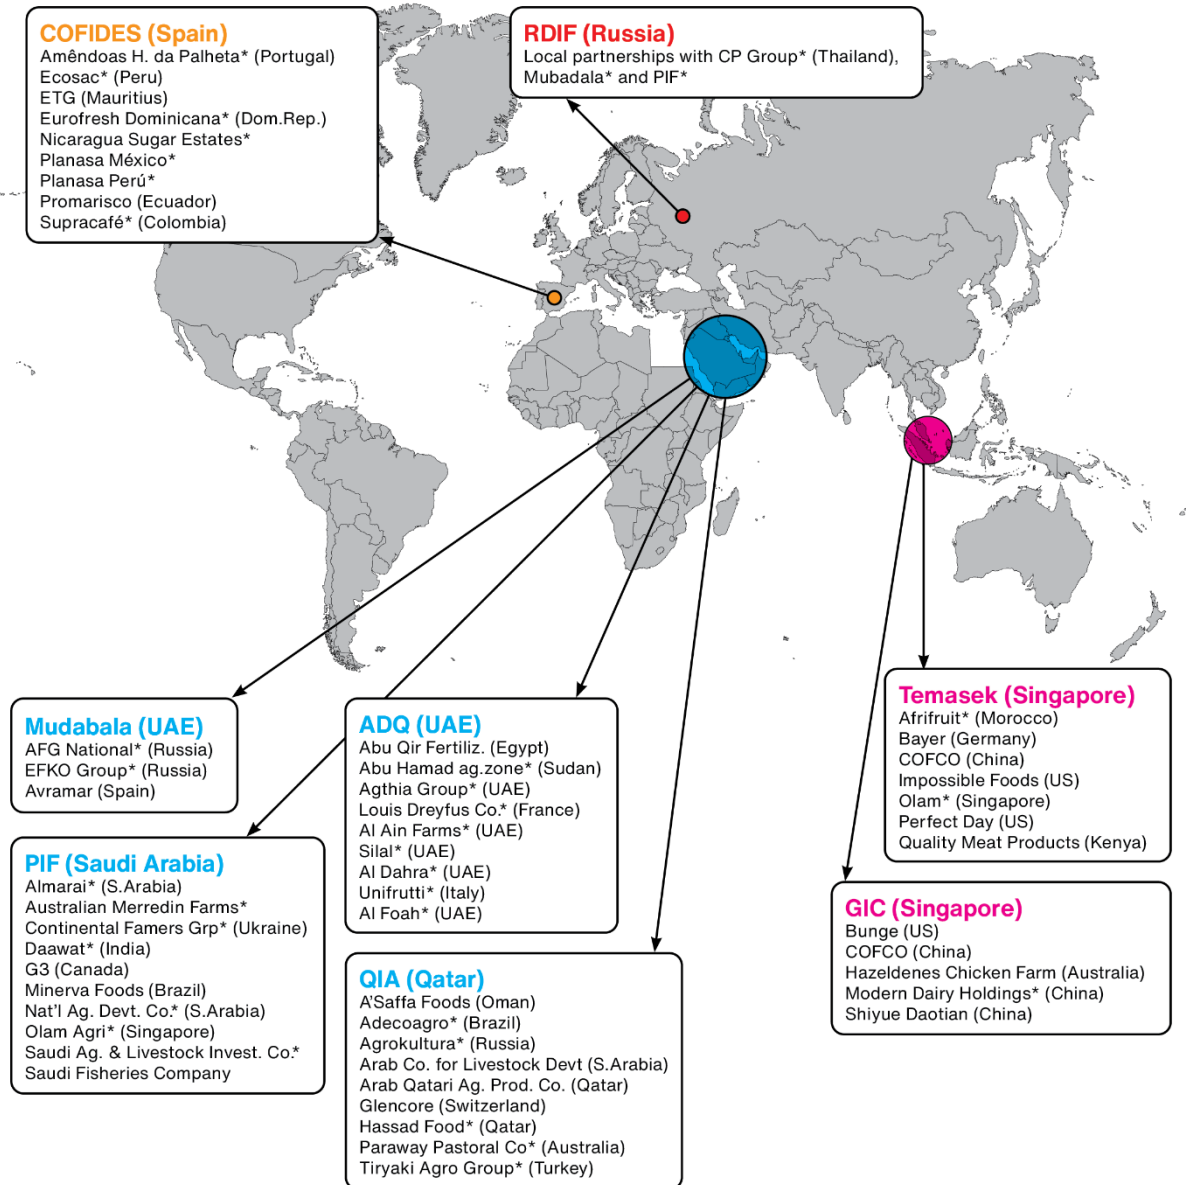 COFIDES (Spain)
Amêndoas H. da Palheta* (Portugal)
Ecosac* (Peru)
ETG (Mauritius)
Eurofresh Dominicana* (Dom.Rep.)
Nicaragua Sugar Estates*
Planasa México*
Planasa Perú*
Promarisco (Ecuador)
Supracafé* (Colombia)
RDIF (Russia)
Local partnerships with CP Group* (Thailand),
Mubadala* and PIF*
Mudabala (UAE)
AFG National* (Russia)
EFKO Group* (Russia)
Avramar (Spain)
PIF (Saudi Arabia)
Almarai* (S.Arabia)
Australian Merredin Farms*
Continental Famers Grp* (Ukraine)
Daawat* (India)
G3 (Canada)
Minerva Foods (Brazil)
Nat'l Ag. Devt. Co.* (S.Arabia)
Olam Agri* (Singapore)
Saudi Ag. & Livestock Invest. Co.*
Saudi Fisheries Company
ADQ (UAE)
Abu Qir Fertiliz. (Egypt)
Abu Hamad ag.zone* (Sudan)
Agthia Group* (UAE)
Louis Dreyfus Co.* (France)
Al Ain Farms* (UAE)
Silal* (UAE)
Al Dahra* (UAE)
Unifrutti* (Italy)
Al Foah* (UAE)
QIA (Qatar)
A'Saffa Foods (Oman)
Adecoagro* (Brazil)
Agrokultura* (Russia)
Arab Co. for Livestock Devt (S.Arabia)
Arab Qatari Ag. Prod. Co. (Qatar)
Glencore (Switzerland)
Hassad Food* (Qatar)
Paraway Pastoral Co* (Australia)
Tiryaki Agro Group* (Turkey)
Temasek (Singapore)
Afrifruit* (Morocco)
Bayer (Germany)
COFCO (China)
Impossible Foods (US)
Olam* (Singapore)
Perfect Day (US)
Quality Meat Products (Kenya)
GIC (Singapore)
Bunge (US)
COFCO (China)
Hazeldenes Chicken Farm (Australia)
Modern Dairy Holdings* (China)
Shiyue Daotian (China)